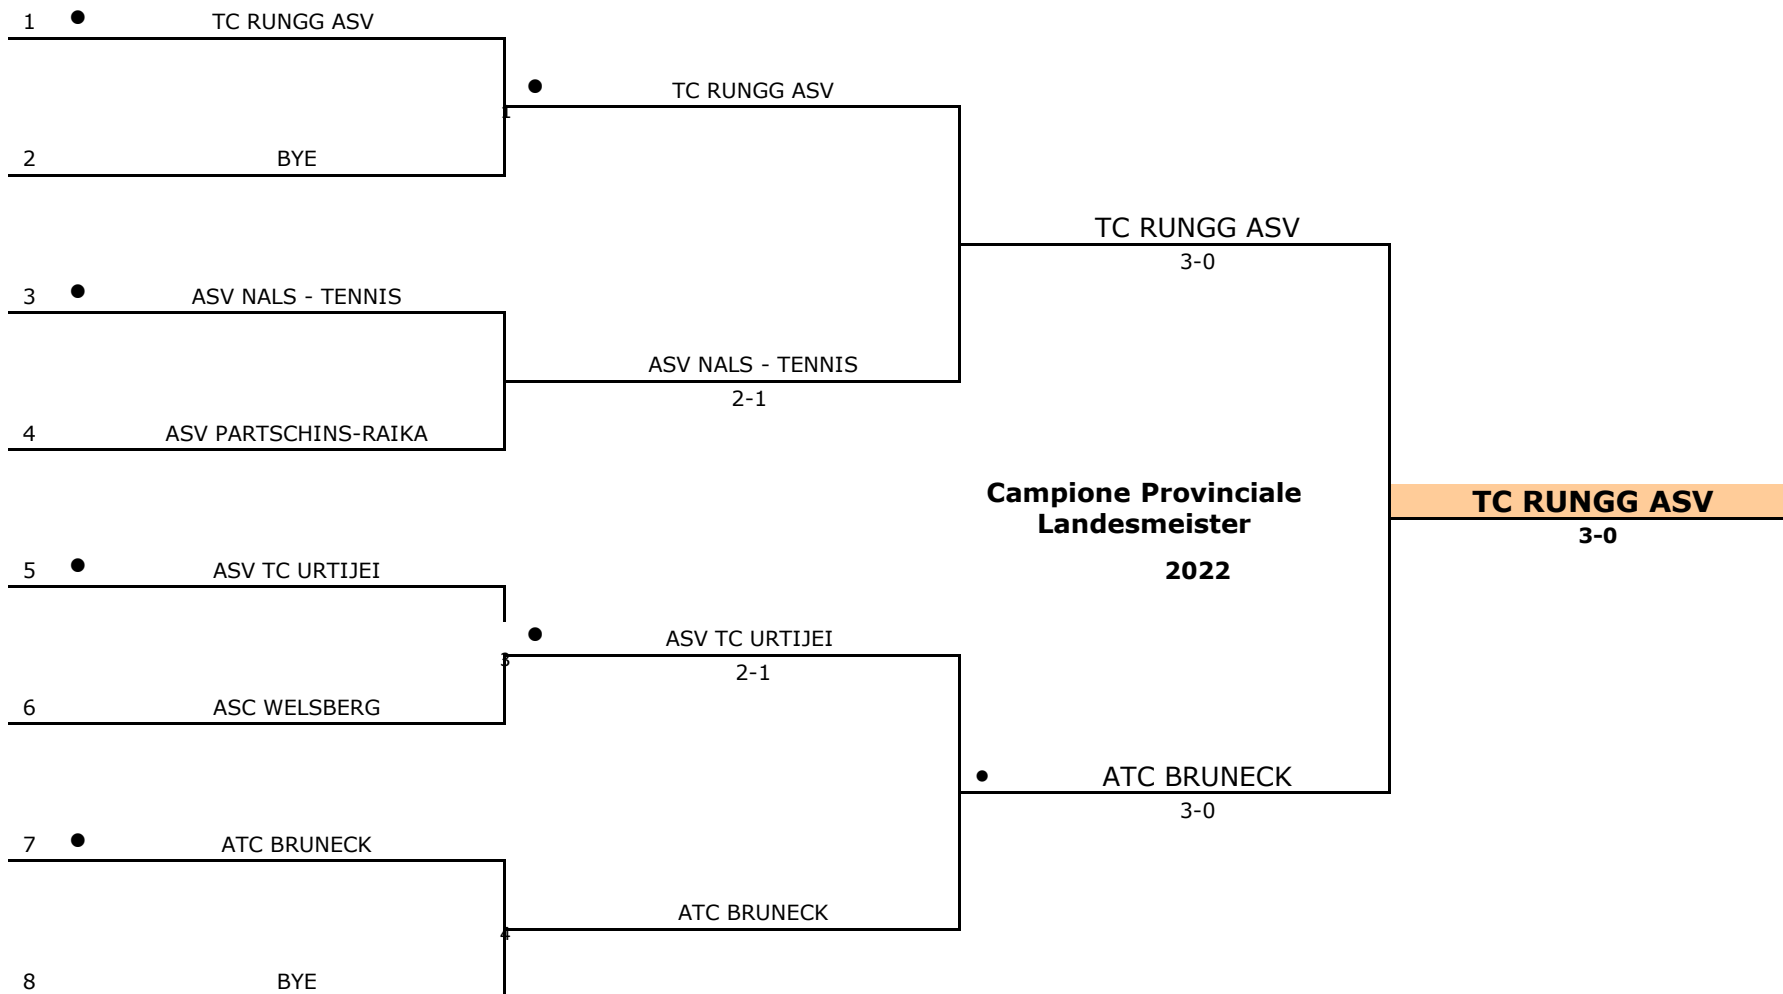 1 ● TC RUNGG ASV
● TC RUNGG ASV
1
2 BYE
TC RUNGG ASV
3-0
3 ● ASV NALS - TENNIS
ASV NALS - TENNIS
2-1
4 ASV PARTSCHINS-RAIKA
Campione Provinciale
Landesmeister
2022
TC RUNGG ASV
3-0
5 ● ASV TC URTIJEI
● ASV TC URTIJEI
3
2-1
6 ASC WELSBERG
● ATC BRUNECK
3-0
7 ● ATC BRUNECK
ATC BRUNECK
4
8 BYE